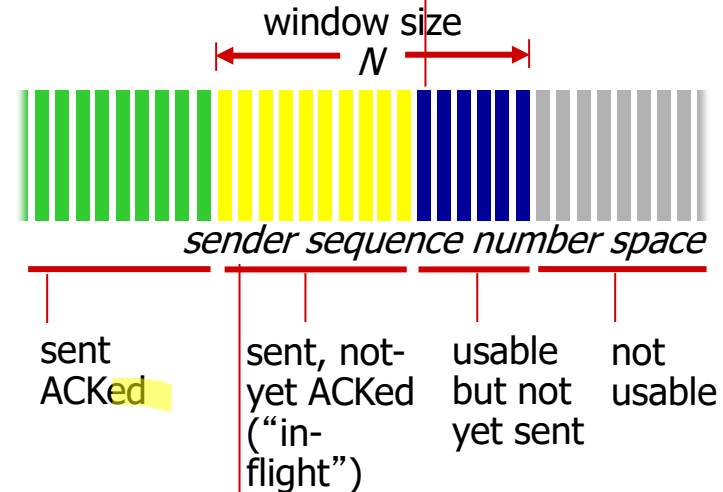 window size
N
sender sequence number space
sent
ACKed
sent, not-
yet ACKed
(“in-
flight”)
usable
but not
yet sent
not
usable